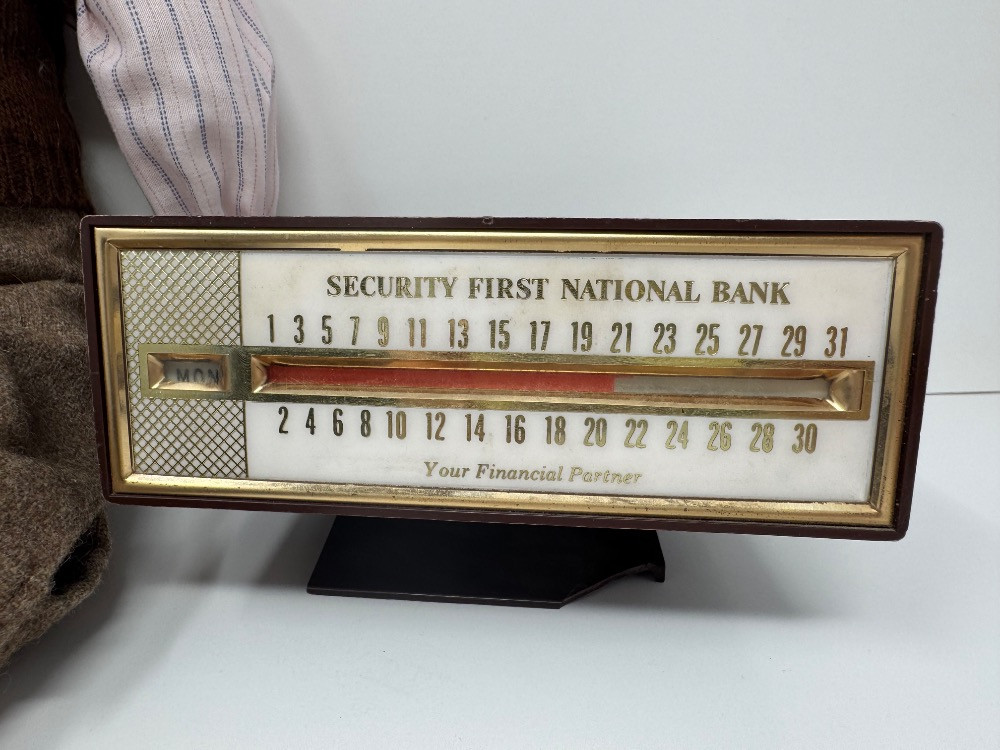 SECURITY FIRST NATIONAL BANK
1 3 5 7 9 11 13 15 17 19 21 23 25 27 29 31
MON
2 4 6 8 10 12 14 16 18 20 22 24 26 28 30
Your Financial Partner